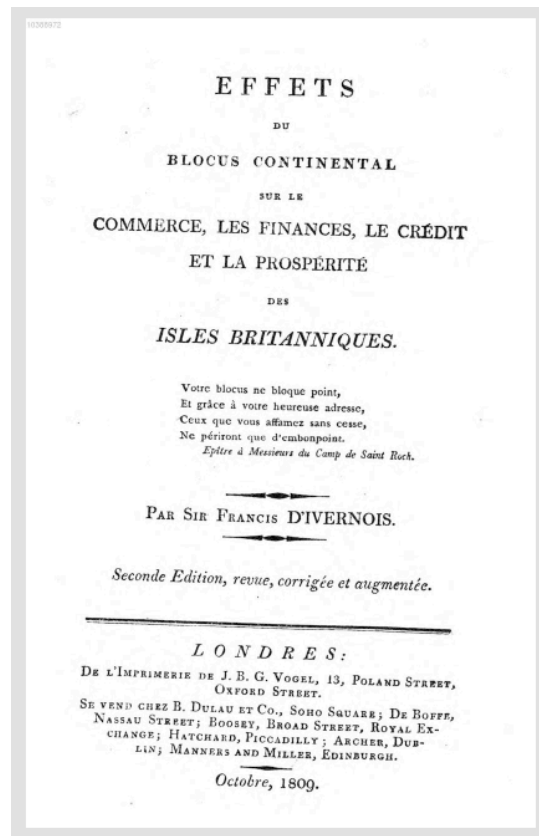 10366972
EFFETS
DU
BLOCUS CONTINENTAL
SUR LE
COMMERCE, LES FINANCES, LE CRÉDIT
ET LA PROSPÉRITÉ
DES
ISLES BRITANNIQUES.
Votre blocus ne bloque point,
Et grâce à votre heureuse adresse,
Ceux que vous affamez sans cesse,
Ne périront que d'embonpoint.
Epître à Messieurs du Camp de Saint Roch.
PAR SIR FRANCIS D'IVERNOIS.
Seconde Edition, revue, corrigée et augmentée.
LONDRES:
DE L'IMPRIMERIE DE J. B. G. VOGEL, 13, POLAND STREET,
OXFORD STREET.
SE VEND CHEZ B. DULAU ET CO., SOHO SQUARE; DE BOFFE,
NASSAU STREET; BOOSEY, BROAD STREET, ROYAL EX-
CHANGE; HATCHARD, PICCADILLY; ARCHER, DUB-
LIN; MANNERS AND MILLER, EDINBURGH.
Octobre, 1809.